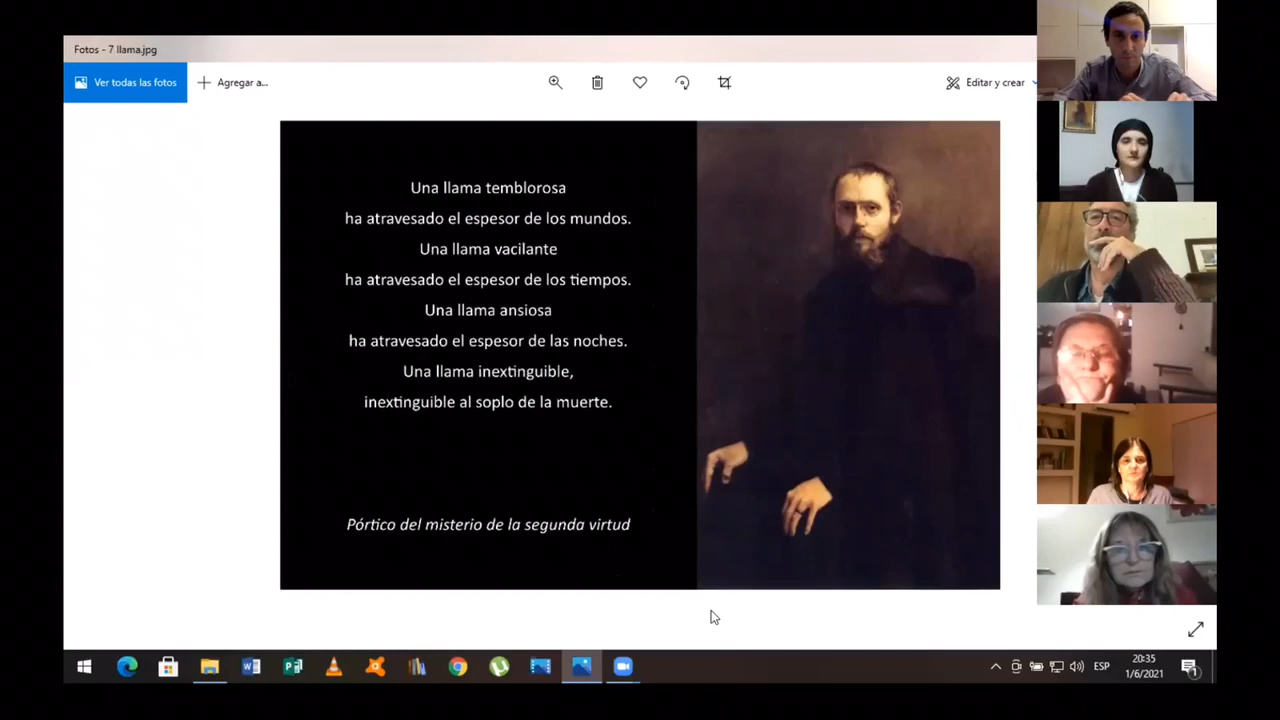 Fotos - 7 llama.jpg
Ver todas las fotos
Agregar a...
Editar y crear
Una llama temblorosa
ha atravesado el espesor de los mundos.
Una llama vacilante
ha atravesado el espesor de los tiempos.
Una llama ansiosa
ha atravesado el espesor de las noches.
Una llama inextinguible,
inextinguible al soplo de la muerte.
Pórtico del misterio de la segunda virtud
ESP
20:35
1/6/2021
1